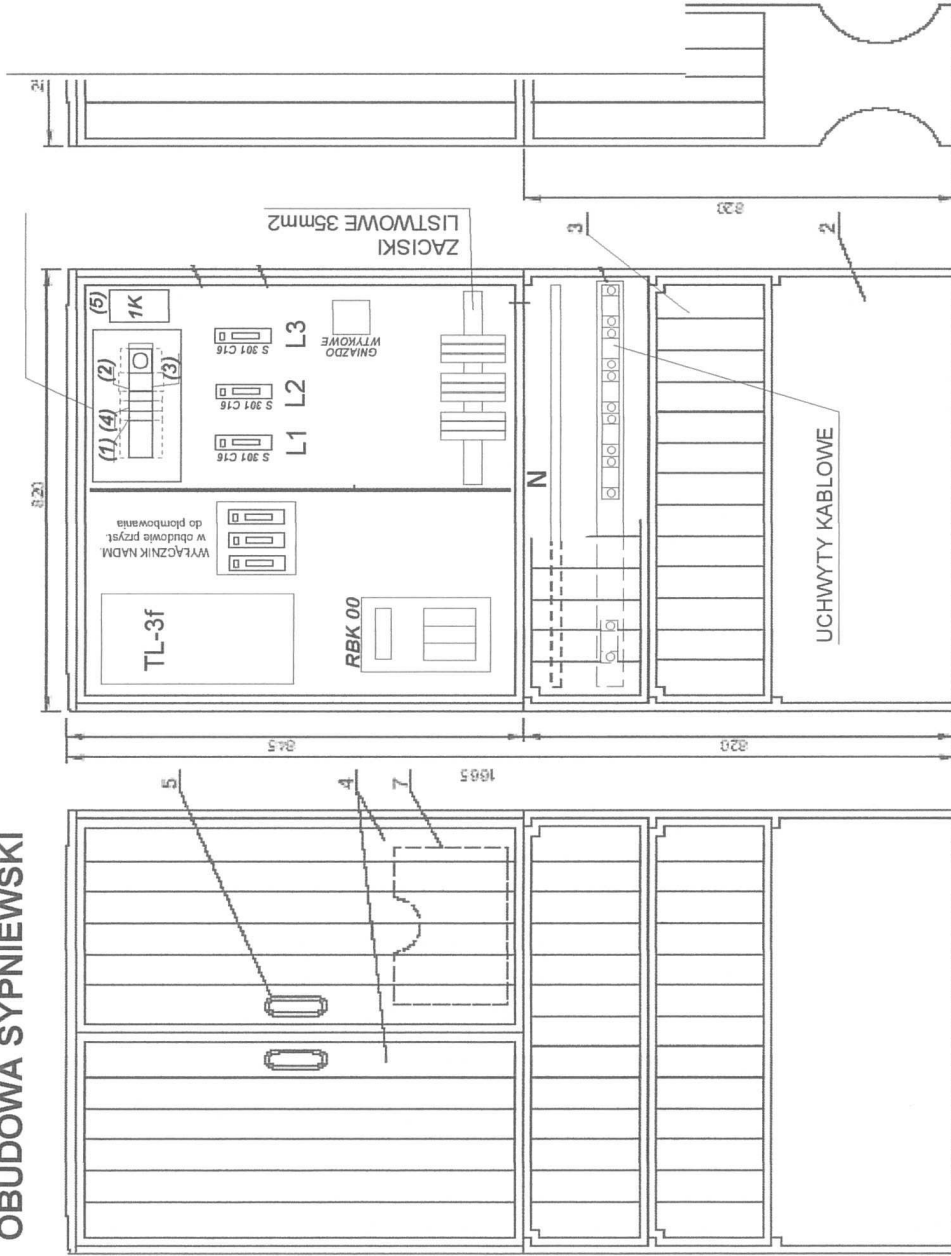 OBUDOWA SYPNIEWSKI
5
4
7
845
820
1665
820
TL-3f
WYŁĄCZNIK NADM.
w obudowie przyst.
do plombowania
RBK 00
(1) (4) (2)
(3)
(5)
1K
S 301 C16
S 301 C16
S 301 C16
L1
L2
L3
GNIAZDO
WTYKOWE
ZACISKI
LISTWOWE 35mm2
N
UCHWYTY KABLOWE
3
2
820